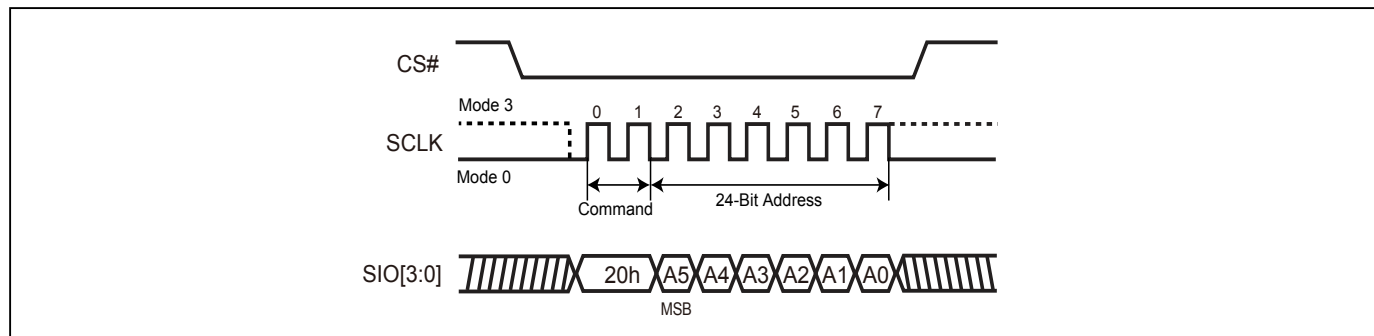 CS#
Mode 3
0 1 2 3 4 5 6 7
SCLK
Mode 0
Command
24-Bit Address
SIO[3:0]
20h A5 A4 A3 A2 A1 A0
MSB